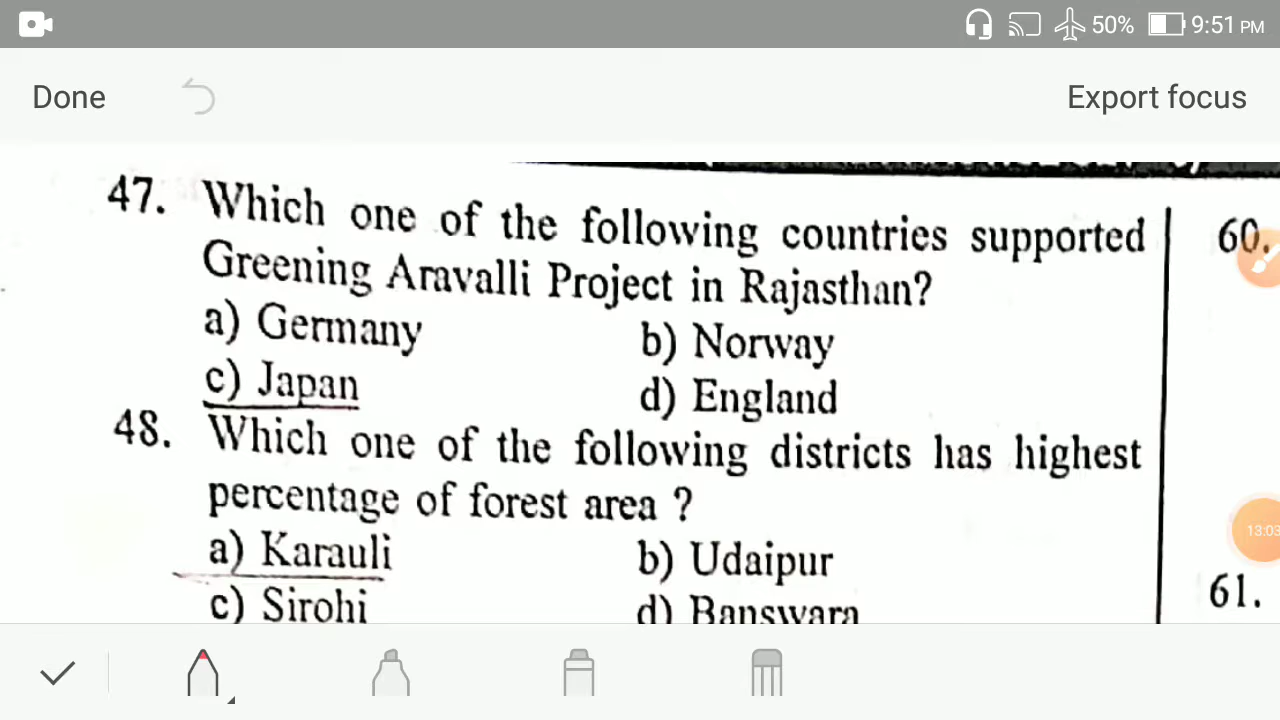 50% 9:51 PM
Done
Export focus
47. Which one of the following countries supported
Greening Aravalli Project in Rajasthan?
a) Germany b) Norway
c) Japan d) England
48. Which one of the following districts has highest
percentage of forest area ?
a) Karauli b) Udaipur
c) Sirohi d) Banswara
60.
61.
13:03